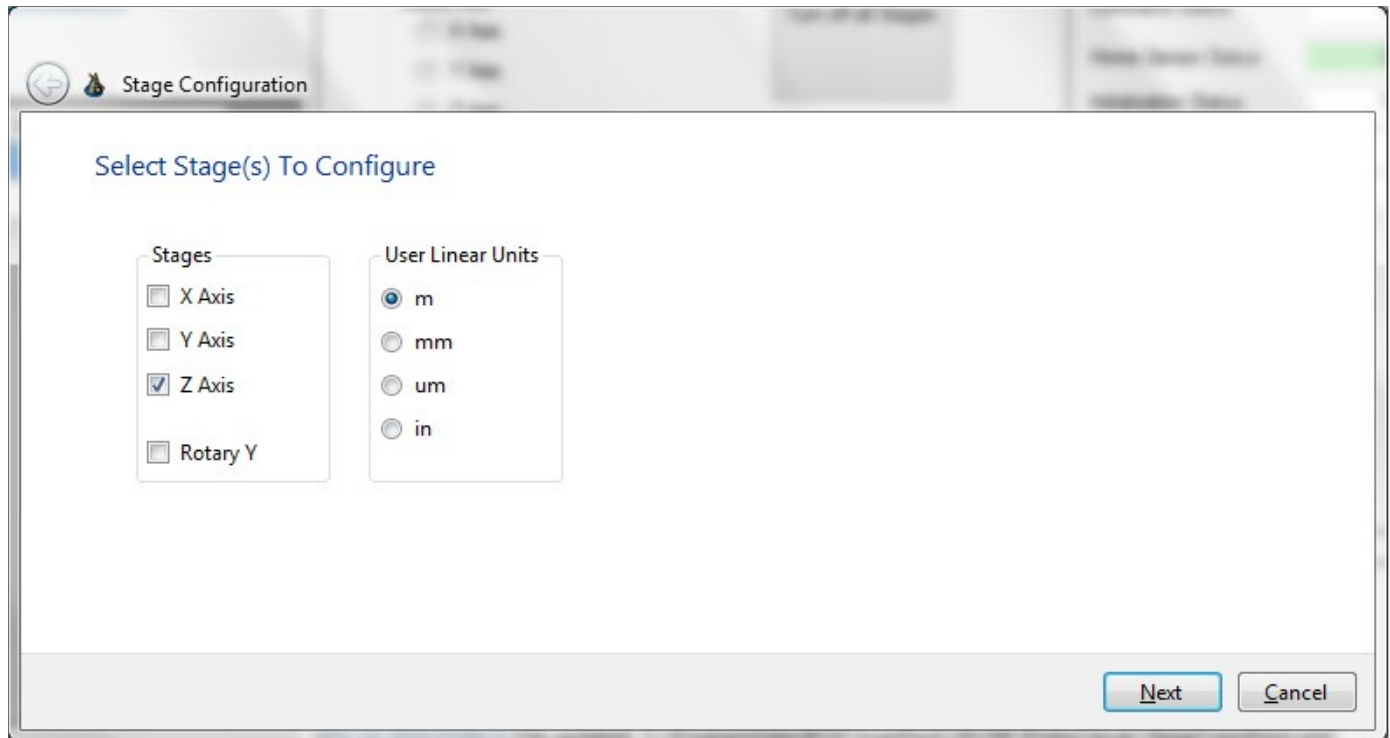 Stage Configuration
Select Stage(s) To Configure
Stages
X Axis
Y Axis
Z Axis
Rotary Y
User Linear Units
m
mm
um
in
Next
Cancel